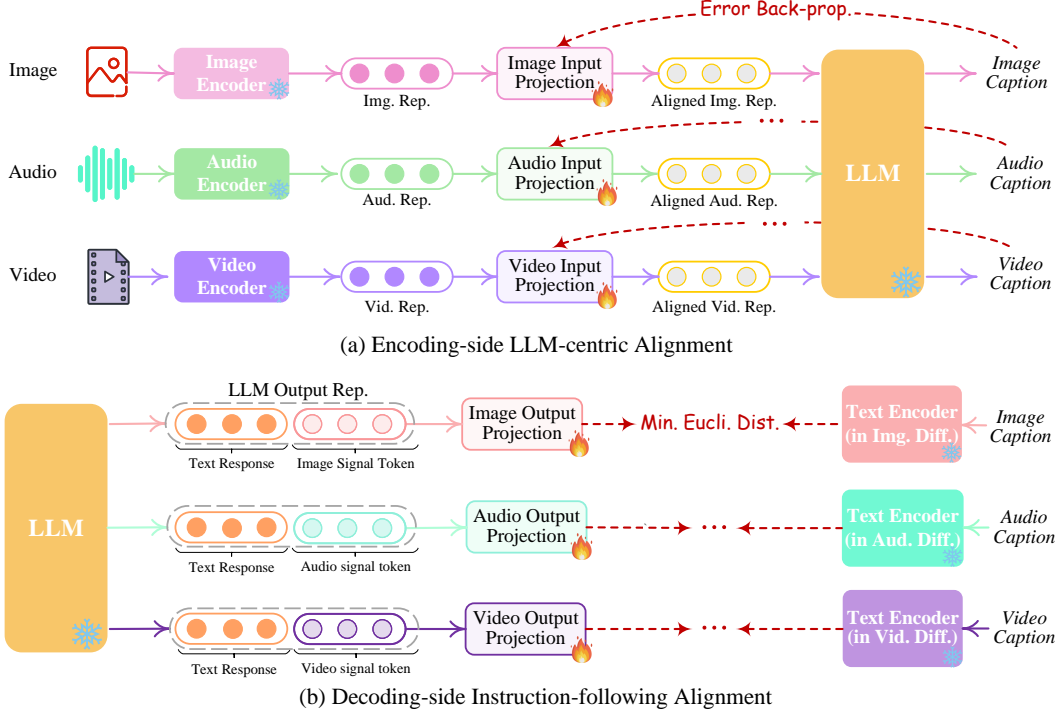 Error Back-prop.
Image
Image
Encoder
Img. Rep.
Image Input
Projection
Aligned Img. Rep.
Image
Caption
...
Audio
Audio
Encoder
Aud. Rep.
Audio Input
Projection
Aligned Aud. Rep.
LLM
Audio
Caption
...
Video
Video
Encoder
Vid. Rep.
Video Input
Projection
Aligned Vid. Rep.
Video
Caption
(a) Encoding-side LLM-centric Alignment
LLM Output Rep.
Text Response
Image Signal Token
Image Output
Projection
Min. Eucli. Dist.
Text Encoder
(in Img. Diff.)
Image
Caption
LLM
Text Response
Audio signal token
Audio Output
Projection
...
Text Encoder
(in Aud. Diff.)
Audio
Caption
Text Response
Video signal token
Video Output
Projection
...
Text Encoder
(in Vid. Diff.)
Video
Caption
(b) Decoding-side Instruction-following Alignment